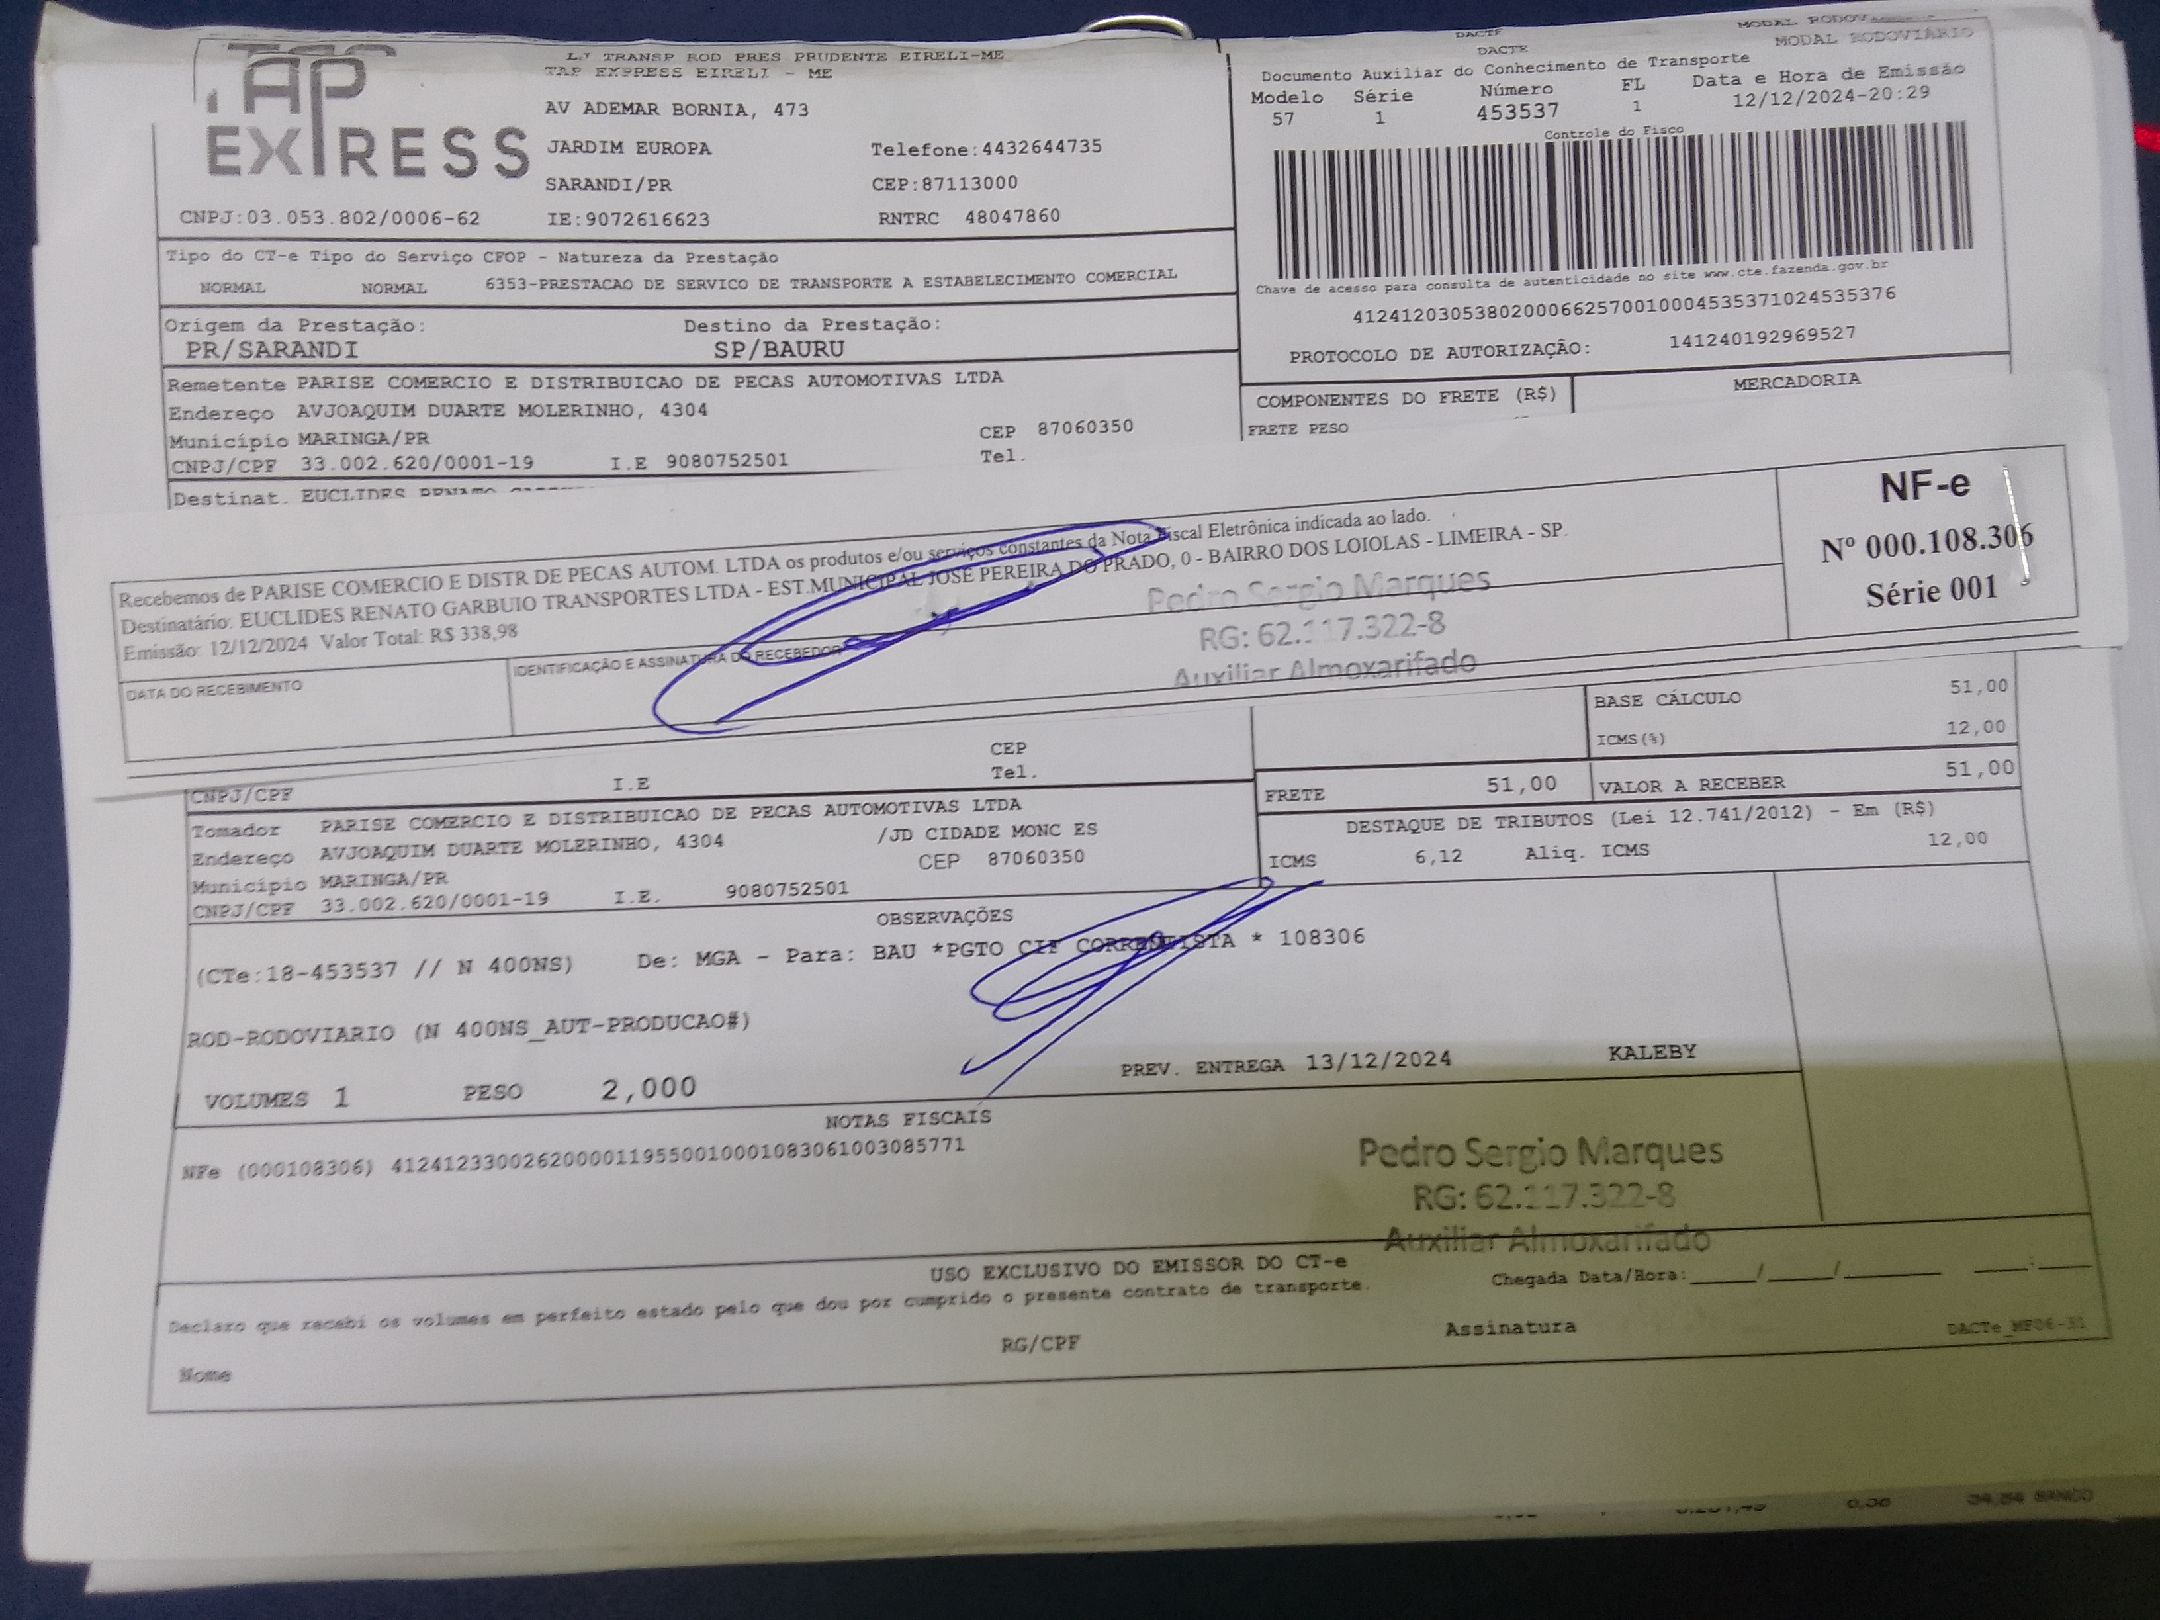 TAP
EXPRESS
LJ TRANSP ROD PRES PRUDENTE EIRELI-ME
TAP EXPRESS EIRELI - ME
AV ADEMAR BORNIA, 473
JARDIM EUROPA Telefone:4432644735
SARANDI/PR CEP:87113000
CNPJ:03.053.802/0006-62 IE:9072616623 RNTRC 48047860
DACTE
MODAL RODOV
DACTE
MODAL RODOVIÁRIO
Documento Auxiliar do Conhecimento de Transporte
Modelo Série Número FL Data e Hora de Emissão
57 1 453537 1 12/12/2024-20:29
Controle do Fisco
Chave de acesso para consulta de autenticidade no site www.cte.fazenda.gov.br
41241203053802000662570010004535371024535376
PROTOCOLO DE AUTORIZAÇÃO: 141240192969527
Tipo do CT-e Tipo do Serviço CFOP - Natureza da Prestação
NORMAL NORMAL 6353-PRESTACAO DE SERVICO DE TRANSPORTE A ESTABELECIMENTO COMERCIAL
Origem da Prestação: Destino da Prestação:
PR/SARANDI SP/BAURU
Remetente PARISE COMERCIO E DISTRIBUICAO DE PECAS AUTOMOTIVAS LTDA
Endereço AVJOAQUIM DUARTE MOLERINHO, 4304
Município MARINGA/PR CEP 87060350
CNPJ/CPF 33.002.620/0001-19 I.E 9080752501 Tel.
Destinat. EUCLIDES RENATO
COMPONENTES DO FRETE (R$) MERCADORIA
FRETE PESO
Recebemos de PARISE COMERCIO E DISTR DE PECAS AUTOM. LTDA os produtos e/ou serviços constantes da Nota Fiscal Eletrônica indicada ao lado.
Destinatário: EUCLIDES RENATO GARBUIO TRANSPORTES LTDA - EST.MUNICIPAL JOSE PEREIRA DO PRADO, 0 - BAIRRO DOS LOIOLAS - LIMEIRA - SP.
Emissão: 12/12/2024 Valor Total: R$ 338,98
DATA DO RECEBIMENTO
IDENTIFICAÇÃO E ASSINATURA DO RECEBEDOR
Pedro Sergio Marques
RG: 62.117.322-8
Auxiliar Almoxarifado
NF-e
Nº 000.108.306
Série 001
BASE CÁLCULO 51,00
ICMS(%) 12,00
FRETE 51,00 VALOR A RECEBER 51,00
DESTAQUE DE TRIBUTOS (Lei 12.741/2012) - Em (R$)
ICMS 6,12 Aliq. ICMS 12,00
CEP
CNPJ/CPF I.E Tel.
Tomador PARISE COMERCIO E DISTRIBUICAO DE PECAS AUTOMOTIVAS LTDA
Endereço AVJOAQUIM DUARTE MOLERINHO, 4304 /JD CIDADE MONC ES
Município MARINGA/PR CEP 87060350
CNPJ/CPF 33.002.620/0001-19 I.E. 9080752501
OBSERVAÇÕES
(CTe:18-453537 // N 400NS) De: MGA - Para: BAU *PGTO CIF CORRENTISTA * 108306
ROD-RODOVIARIO (N 400NS_AUT-PRODUCAO#)
VOLUMES 1 PESO 2,000 PREV. ENTREGA 13/12/2024 KALEBY
NOTAS FISCAIS
NFe (000108306) 41241233002620000119550010001083061003085771
Pedro Sergio Marques
RG: 62.117.322-8
Auxiliar Almoxarifado
USO EXCLUSIVO DO EMISSOR DO CT-e
Declaro que recebi os volumes em perfeito estado pelo que dou por cumprido o presente contrato de transporte. Chegada Data/Hora:____/____/______ ___:___
Nome RG/CPF Assinatura DACTe_MF06-31